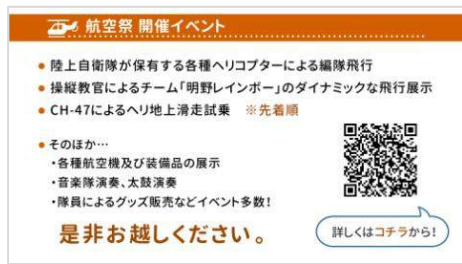 航空祭 開催イベント
● 陸上自衛隊が保有する各種ヘリコプターによる編隊飛行
● 操縦教官によるチーム「明野レインボー」のダイナミックな飛行展示
● CH-47によるヘリ地上滑走試乗 ※先着順
● そのほか…
・各種航空機及び装備品の展示
・音楽隊演奏、太鼓演奏
・隊員によるグッズ販売などイベント多数!
是非お越しください。
詳しくはコチラから!